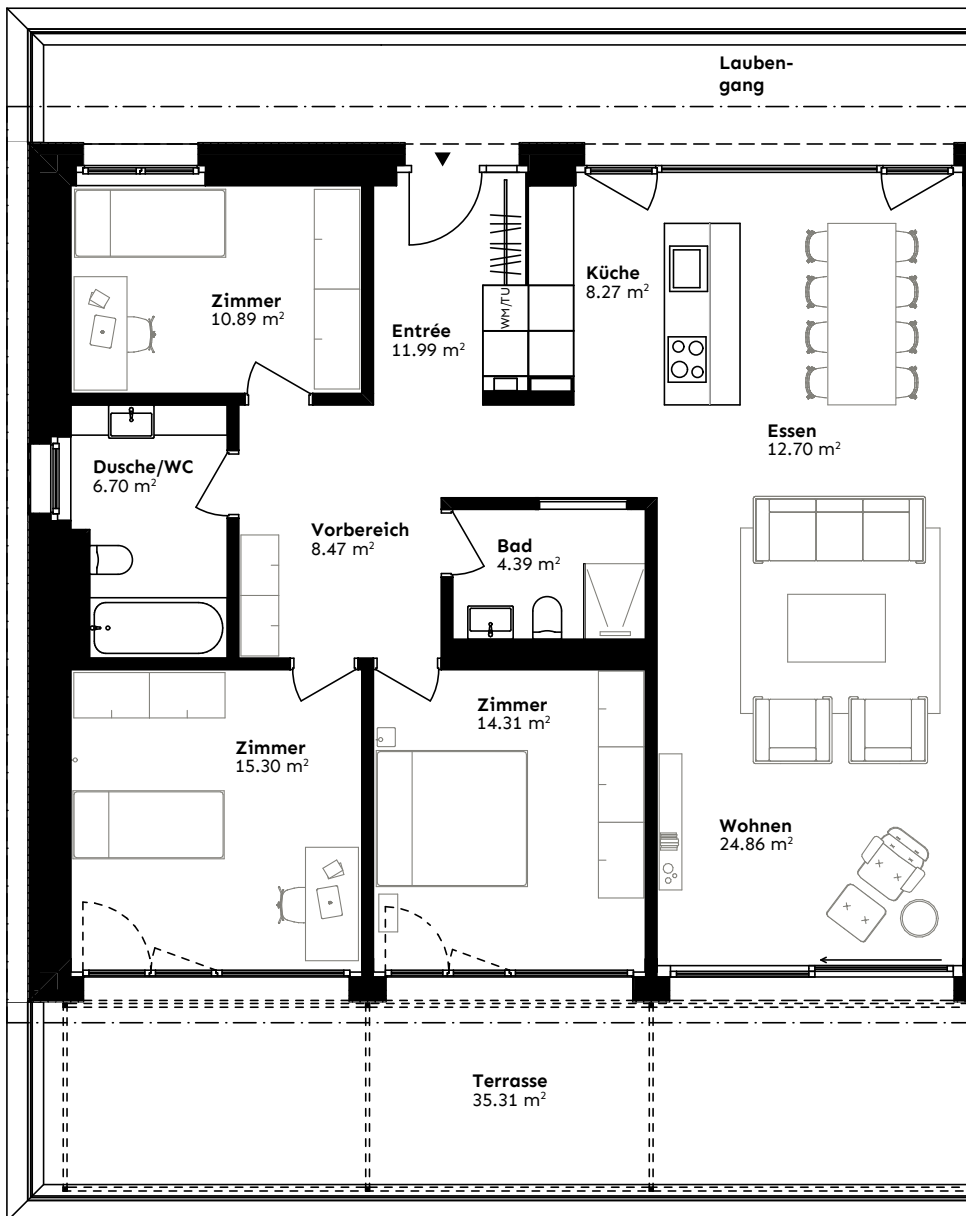 Lauben-
gang
Zimmer
10.89 m²
Entrée
11.99 m²
WM/TU
Küche
8.27 m²
Essen
12.70 m²
Dusche/WC
6.70 m²
Vorbereich
8.47 m²
Bad
4.39 m²
Zimmer
15.30 m²
Zimmer
14.31 m²
Wohnen
24.86 m²
Terrasse
35.31 m²